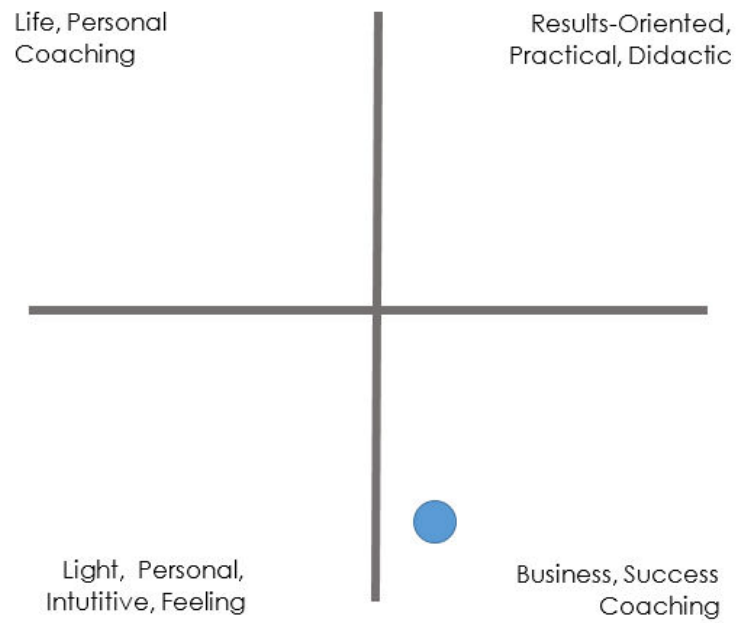 Life, Personal
Coaching
Results-Oriented,
Practical, Didactic
Light, Personal,
Intutitive, Feeling
Business, Success
Coaching